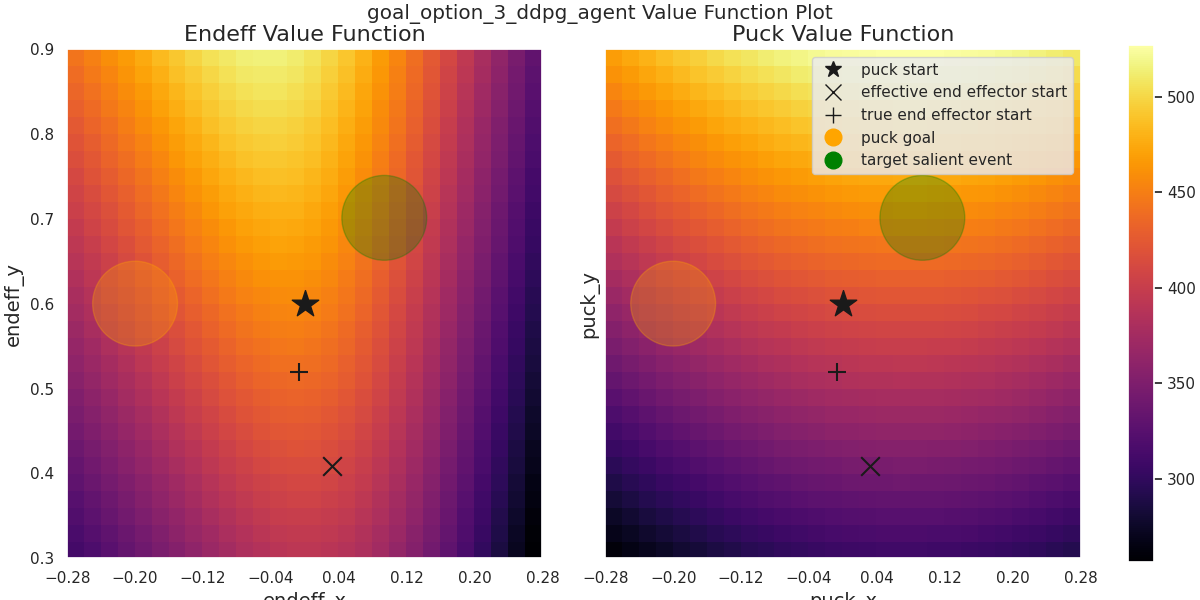 goal_option_3_ddpg_agent Value Function Plot
Endeff Value Function
Puck Value Function
puck start
effective end effector start
true end effector start
puck goal
target salient event
endeff_y
0.9
0.8
0.7
0.6
0.5
0.4
0.3
−0.28 −0.20 −0.12 −0.04 0.04 0.12 0.20 0.28
endeff_x
puck_y
−0.28 −0.20 −0.12 −0.04 0.04 0.12 0.20 0.28
puck_x
500
450
400
350
300